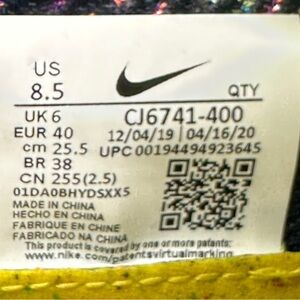 US
8.5
QTY
UK 6
CJ6741-400
EUR 40
12/04/19 | 04/16/20
cm 25.5
UPC 00194494923645
BR 38
CN 255(2.5)
01DA0BHYDSXX5
MADE IN CHINA
HECHO EN CHINA
FABRIQUE EN CHINE
FABRICADO NA CHINA
This product may be covered by one or more patents:
www.nike.com/patentsvirtualmarking